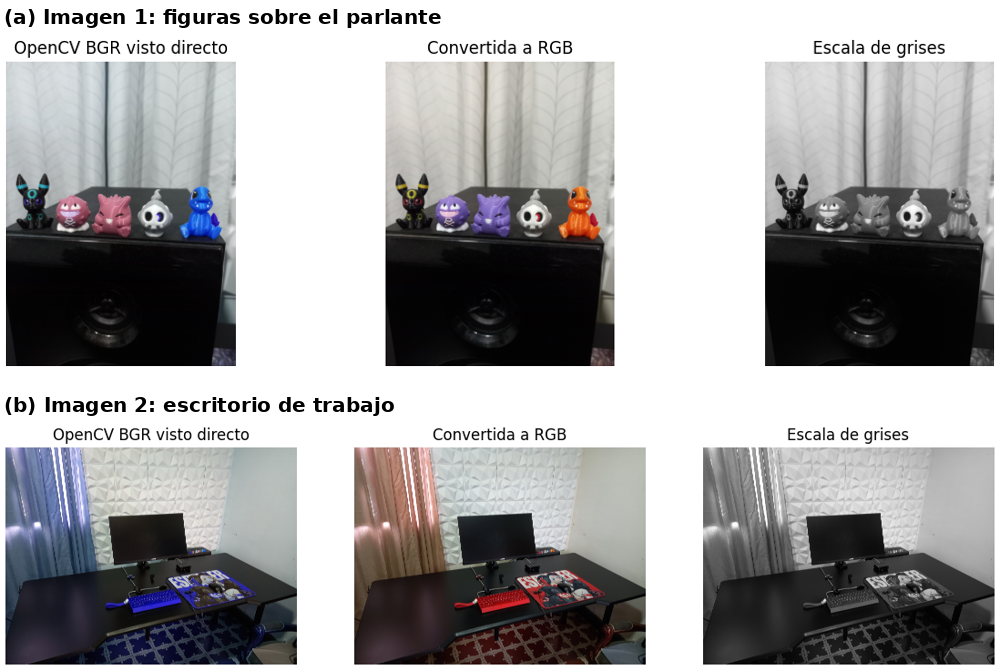 (a) Imagen 1: figuras sobre el parlante
OpenCV BGR visto directo
Convertida a RGB
Escala de grises
(b) Imagen 2: escritorio de trabajo
OpenCV BGR visto directo
Convertida a RGB
Escala de grises